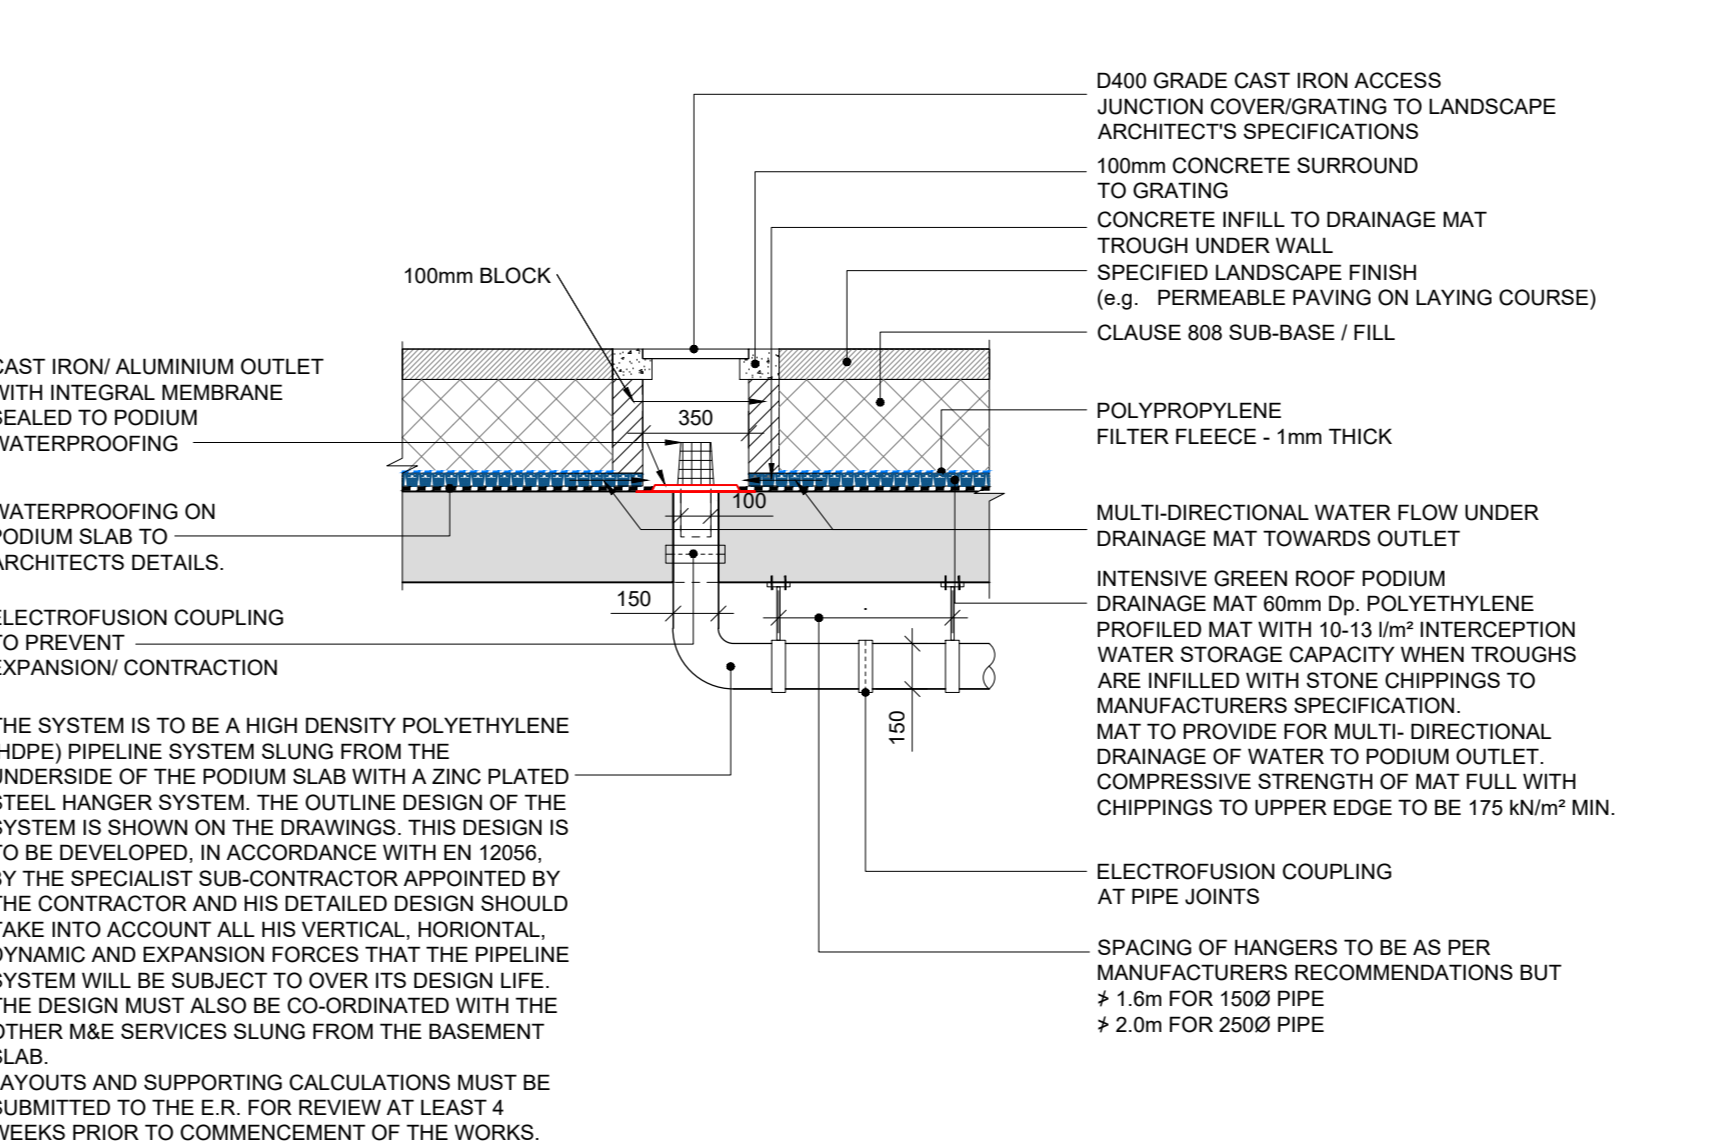 D400 GRADE CAST IRON ACCESS
JUNCTION COVER/GRATING TO LANDSCAPE
ARCHITECT'S SPECIFICATIONS
100mm CONCRETE SURROUND
TO GRATING
CONCRETE INFILL TO DRAINAGE MAT
TROUGH UNDER WALL
SPECIFIED LANDSCAPE FINISH
(e.g. PERMEABLE PAVING ON LAYING COURSE)
CLAUSE 808 SUB-BASE / FILL
POLYPROPYLENE
FILTER FLEECE - 1mm THICK
MULTI-DIRECTIONAL WATER FLOW UNDER
DRAINAGE MAT TOWARDS OUTLET
INTENSIVE GREEN ROOF PODIUM
DRAINAGE MAT 60mm Dp. POLYETHYLENE
PROFILED MAT WITH 10-13 l/m² INTERCEPTION
WATER STORAGE CAPACITY WHEN TROUGHS
ARE INFILLED WITH STONE CHIPPINGS TO
MANUFACTURERS SPECIFICATION.
MAT TO PROVIDE FOR MULTI- DIRECTIONAL
DRAINAGE OF WATER TO PODIUM OUTLET.
COMPRESSIVE STRENGTH OF MAT FULL WITH
CHIPPINGS TO UPPER EDGE TO BE 175 kN/m² MIN.
ELECTROFUSION COUPLING
AT PIPE JOINTS
SPACING OF HANGERS TO BE AS PER
MANUFACTURERS RECOMMENDATIONS BUT
≯ 1.6m FOR 150Ø PIPE
≯ 2.0m FOR 250Ø PIPE
100mm BLOCK
350
100
150
150
CAST IRON/ ALUMINIUM OUTLET
WITH INTEGRAL MEMBRANE
SEALED TO PODIUM
WATERPROOFING
WATERPROOFING ON
PODIUM SLAB TO
ARCHITECTS DETAILS.
ELECTROFUSION COUPLING
TO PREVENT
EXPANSION/ CONTRACTION
THE SYSTEM IS TO BE A HIGH DENSITY POLYETHYLENE
(HDPE) PIPELINE SYSTEM SLUNG FROM THE
UNDERSIDE OF THE PODIUM SLAB WITH A ZINC PLATED
STEEL HANGER SYSTEM. THE OUTLINE DESIGN OF THE
SYSTEM IS SHOWN ON THE DRAWINGS. THIS DESIGN IS
TO BE DEVELOPED, IN ACCORDANCE WITH EN 12056,
BY THE SPECIALIST SUB-CONTRACTOR APPOINTED BY
THE CONTRACTOR AND HIS DETAILED DESIGN SHOULD
TAKE INTO ACCOUNT ALL HIS VERTICAL, HORIONTAL,
DYNAMIC AND EXPANSION FORCES THAT THE PIPELINE
SYSTEM WILL BE SUBJECT TO OVER ITS DESIGN LIFE.
THE DESIGN MUST ALSO BE CO-ORDINATED WITH THE
OTHER M&E SERVICES SLUNG FROM THE BASEMENT
SLAB.
LAYOUTS AND SUPPORTING CALCULATIONS MUST BE
SUBMITTED TO THE E.R. FOR REVIEW AT LEAST 4
WEEKS PRIOR TO COMMENCEMENT OF THE WORKS.